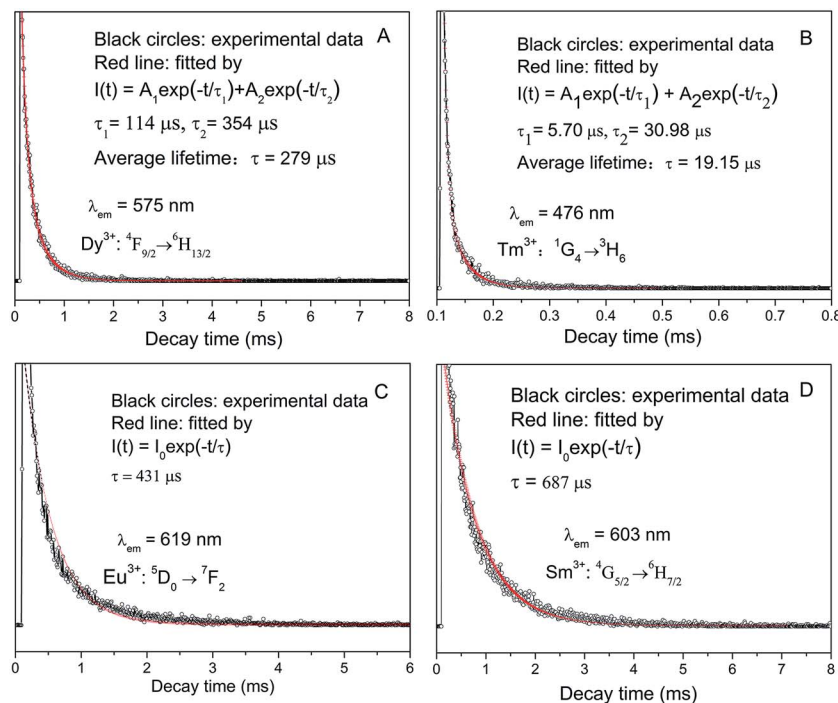 A
Black circles: experimental data
Red line: fitted by
I(t) = A₁exp(-t/τ₁)+A₂exp(-t/τ₂)
τ₁= 114 μs, τ₂= 354 μs
Average lifetime: τ = 279 μs
λem = 575 nm
Dy³⁺: ⁴F₉/₂→⁶H₁₃/₂
0 1 2 3 4 5 6 7 8
Decay time (ms)
B
Black circles: experimental data
Red line: fitted by
I(t) = A₁exp(-t/τ₁) + A₂exp(-t/τ₂)
τ₁= 5.70 μs, τ₂= 30.98 μs
Average lifetime: τ = 19.15 μs
λem = 476 nm
Tm³⁺: ¹G₄→³H₆
0.1 0.2 0.3 0.4 0.5 0.6 0.7 0.8
Decay time (ms)
C
Black circles: experimental data
Red line: fitted by
I(t) = I₀exp(-t/τ)
τ = 431 μs
λem = 619 nm
Eu³⁺: ⁵D₀→⁷F₂
0 1 2 3 4 5 6
Decay time (ms)
D
Black circles: experimental data
Red line: fitted by
I(t) = I₀exp(-t/τ)
τ = 687 μs
λem = 603 nm
Sm³⁺: ⁴G₅/₂→⁶H₇/₂
0 1 2 3 4 5 6 7 8
Decay time (ms)